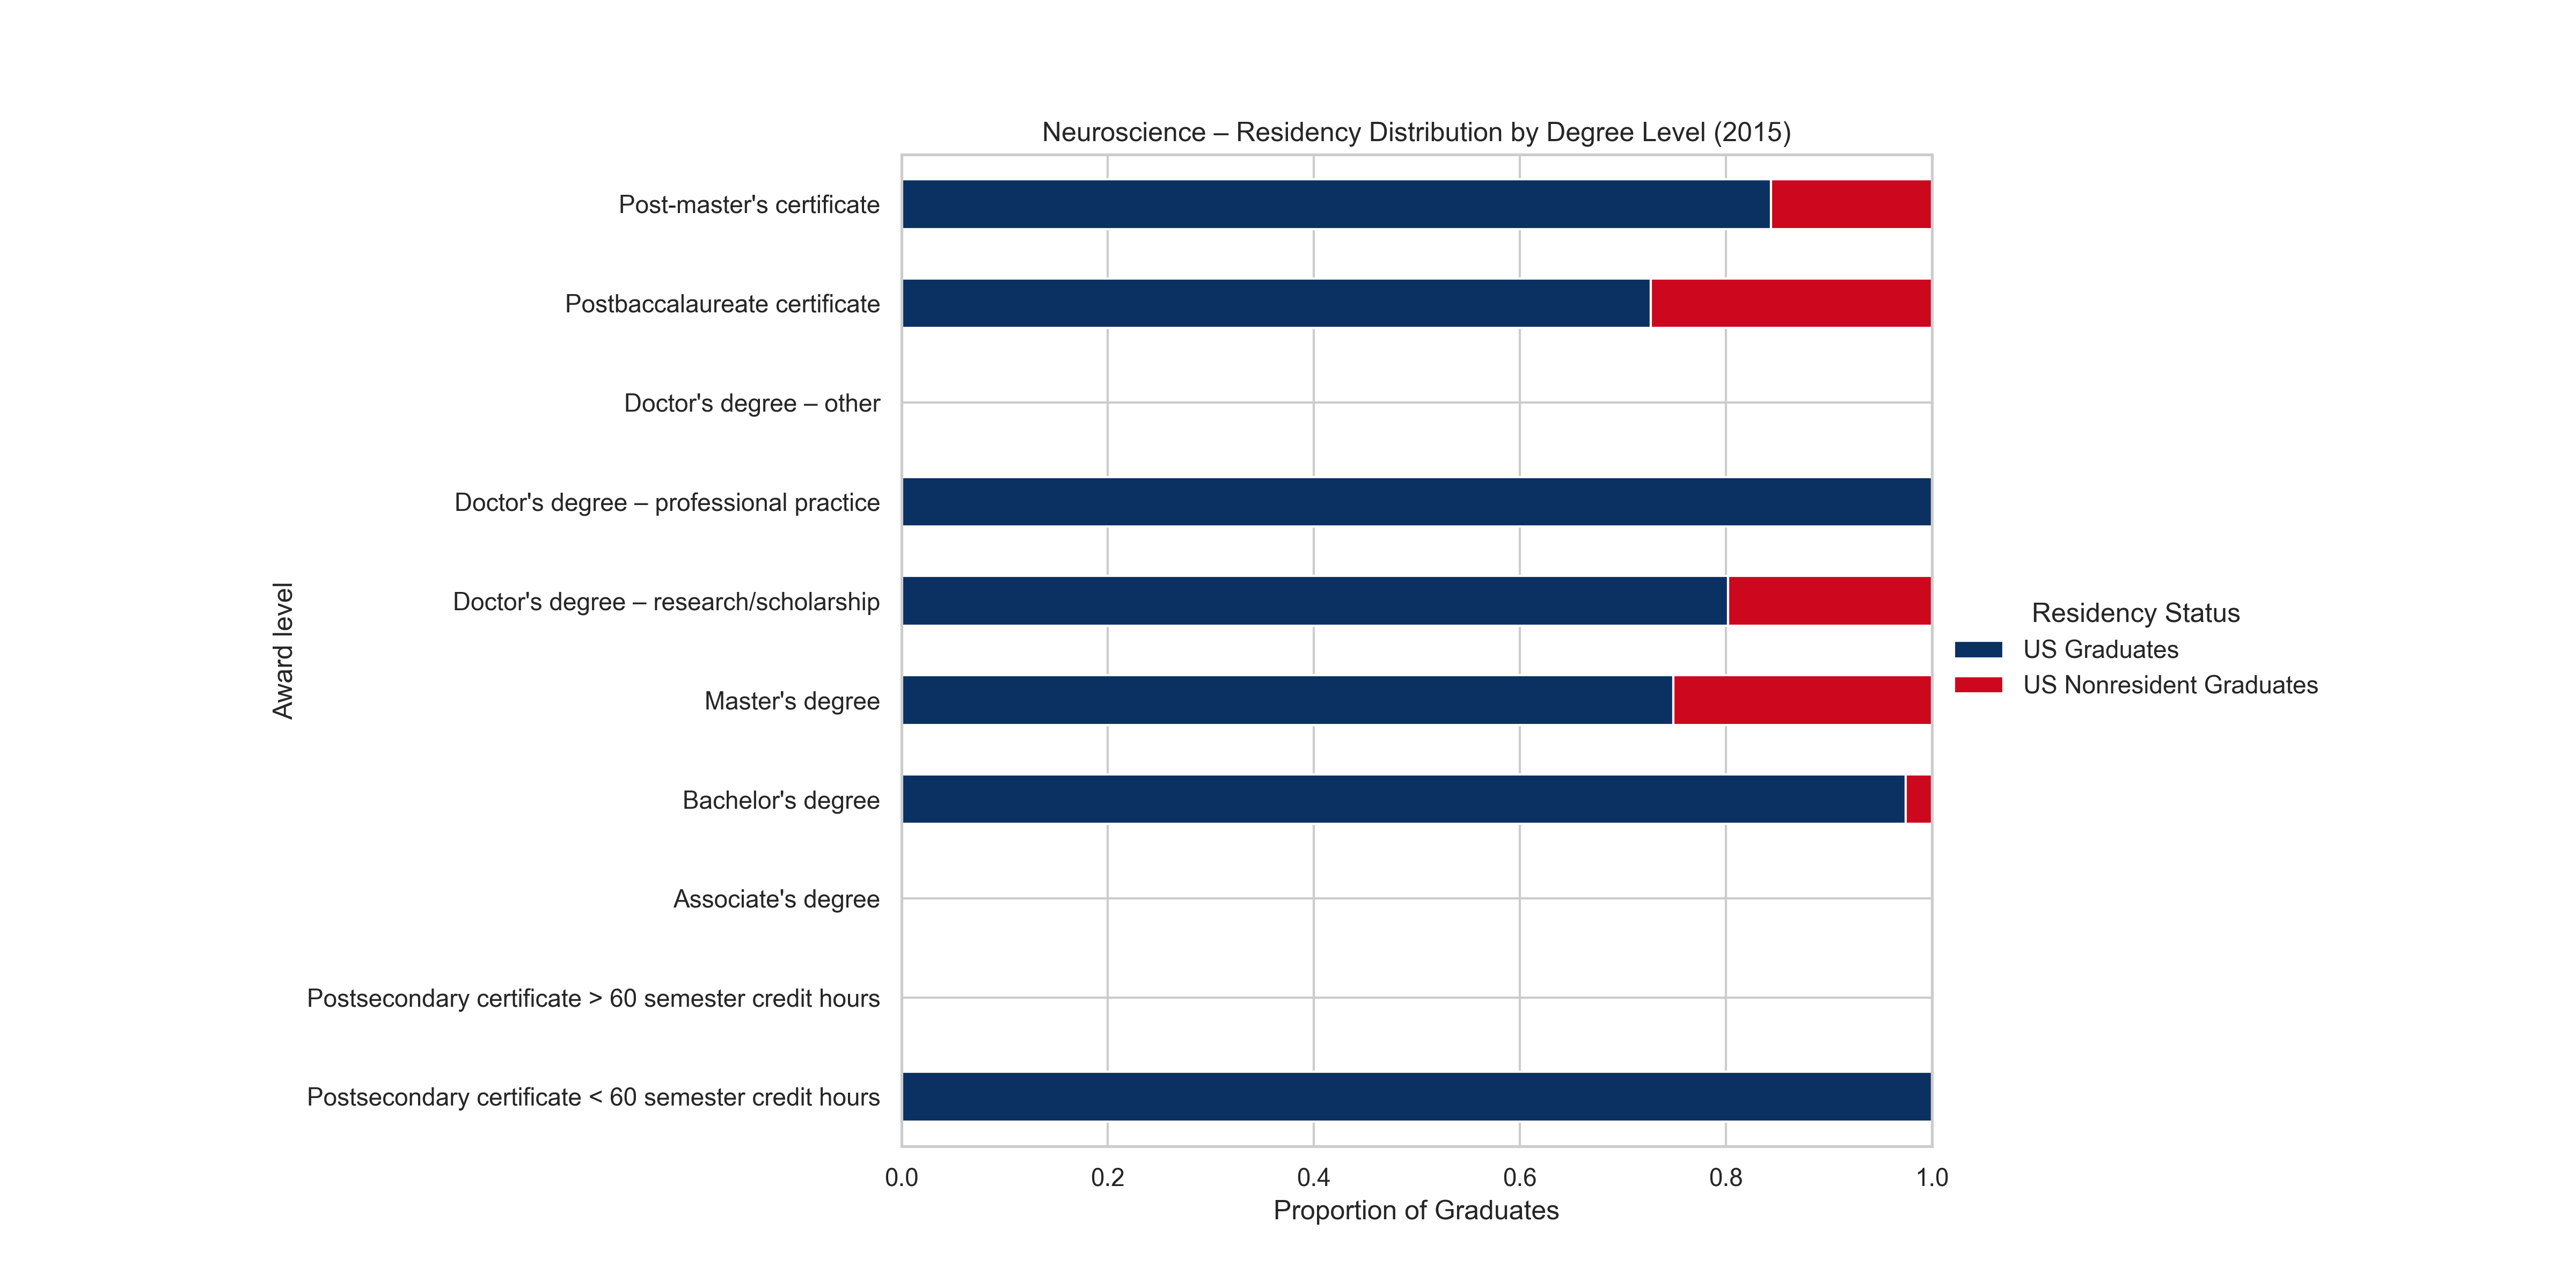 Neuroscience – Residency Distribution by Degree Level (2015)
Award level
Post-master's certificate
Postbaccalaureate certificate
Doctor's degree – other
Doctor's degree – professional practice
Doctor's degree – research/scholarship
Master's degree
Bachelor's degree
Associate's degree
Postsecondary certificate > 60 semester credit hours
Postsecondary certificate < 60 semester credit hours
0.0 0.2 0.4 0.6 0.8 1.0
Proportion of Graduates
Residency Status
US Graduates
US Nonresident Graduates